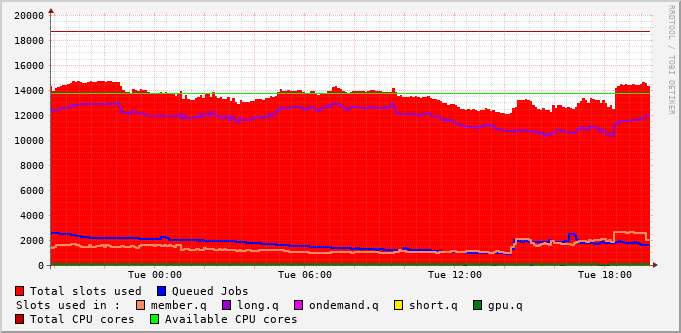 20000
18000
16000
14000
12000
10000
8000
6000
4000
2000
0
Tue 00:00 Tue 06:00 Tue 12:00 Tue 18:00
RRDTOOL / TOBI OETIKER
Total slots used Queued Jobs
Slots used in : member.q long.q ondemand.q short.q gpu.q
Total CPU cores Available CPU cores